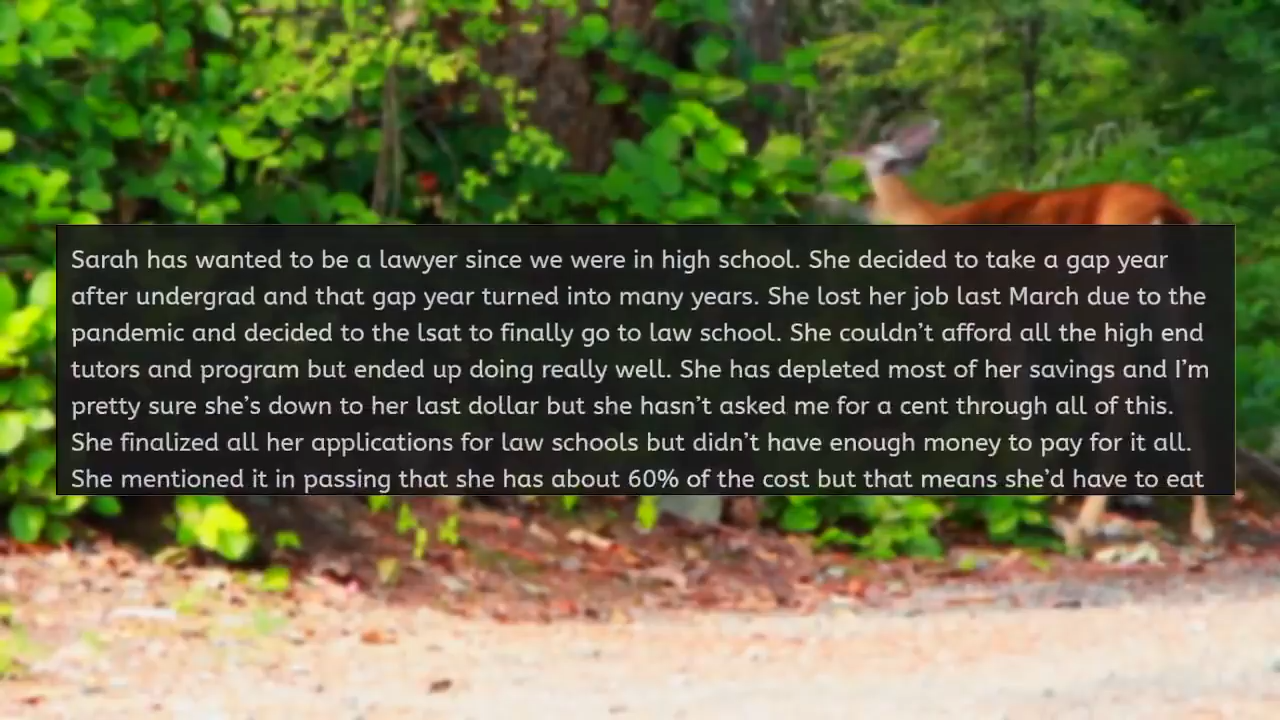 Sarah has wanted to be a lawyer since we were in high school. She decided to take a gap year
after undergrad and that gap year turned into many years. She lost her job last March due to the
pandemic and decided to the lsat to finally go to law school. She couldn't afford all the high end
tutors and program but ended up doing really well. She has depleted most of her savings and I'm
pretty sure she's down to her last dollar but she hasn't asked me for a cent through all of this.
She finalized all her applications for law schools but didn't have enough money to pay for it all.
She mentioned it in passing that she has about 60% of the cost but that means she'd have to eat